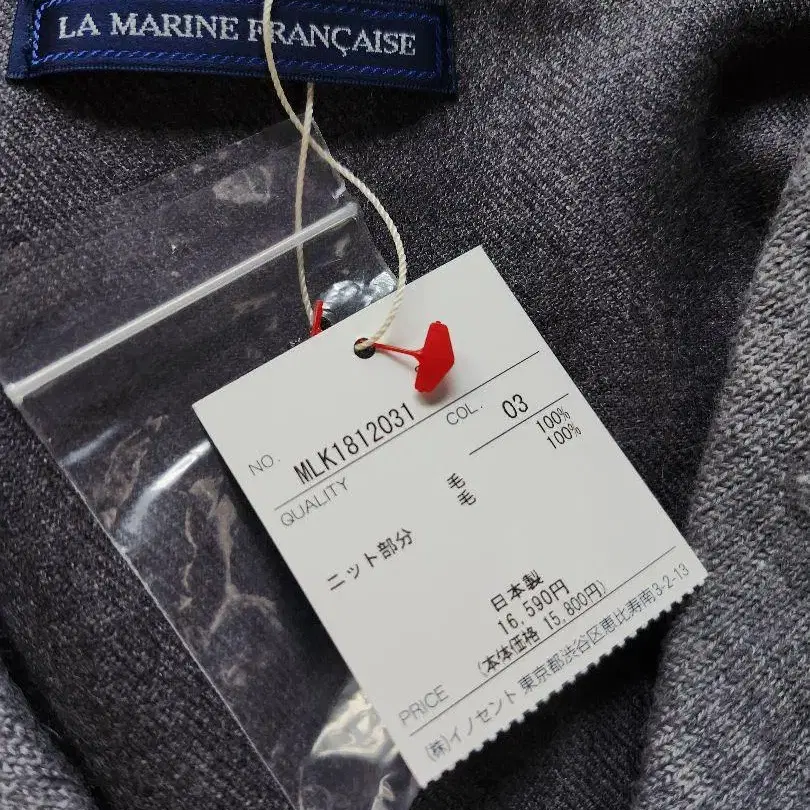 LA MARINE FRANÇAISE
NO. MLK1812031 COL. 03
QUALITY
毛 100%
ニット部分 毛 100%
日本製
16,590円
PRICE (本体価格 15,800円)
(株)イノセント 東京都渋谷区恵比寿南3-2-13